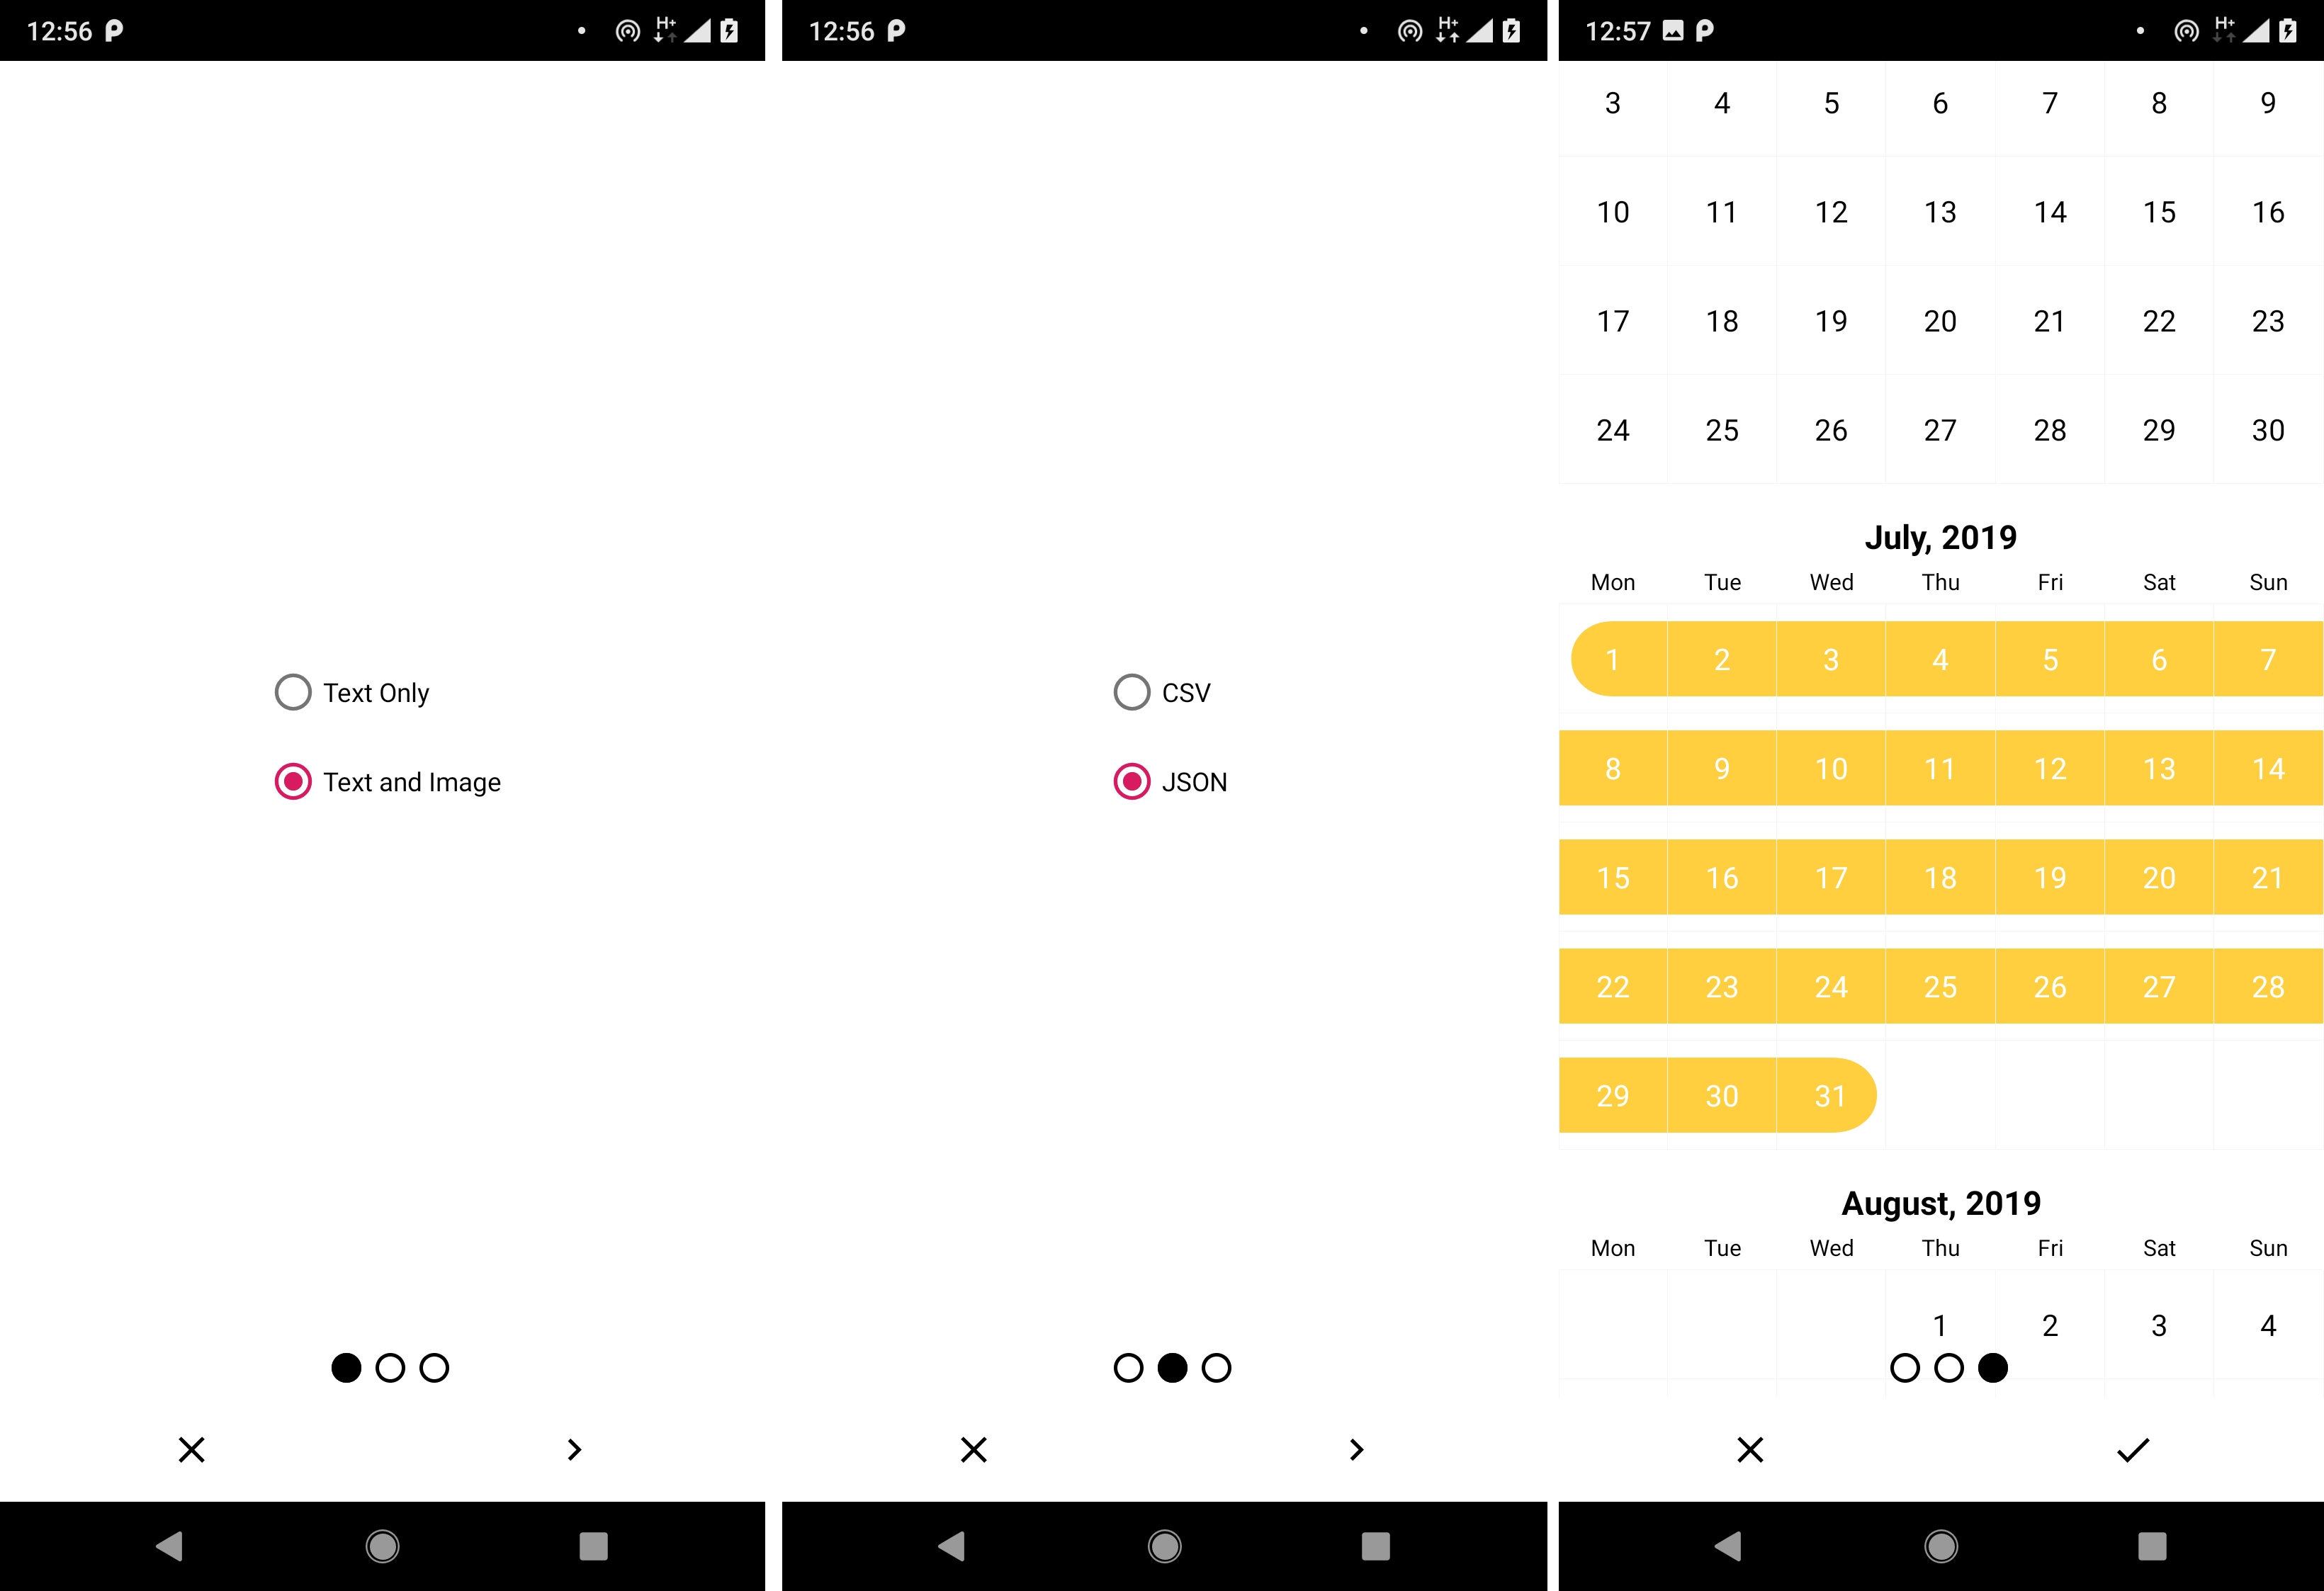 12:56
H+
Text Only
Text and Image
12:56
H+
CSV
JSON
12:57
H+
3 4 5 6 7 8 9
10 11 12 13 14 15 16
17 18 19 20 21 22 23
24 25 26 27 28 29 30
July, 2019
Mon Tue Wed Thu Fri Sat Sun
1 2 3 4 5 6 7
8 9 10 11 12 13 14
15 16 17 18 19 20 21
22 23 24 25 26 27 28
29 30 31
August, 2019
Mon Tue Wed Thu Fri Sat Sun
1 2 3 4